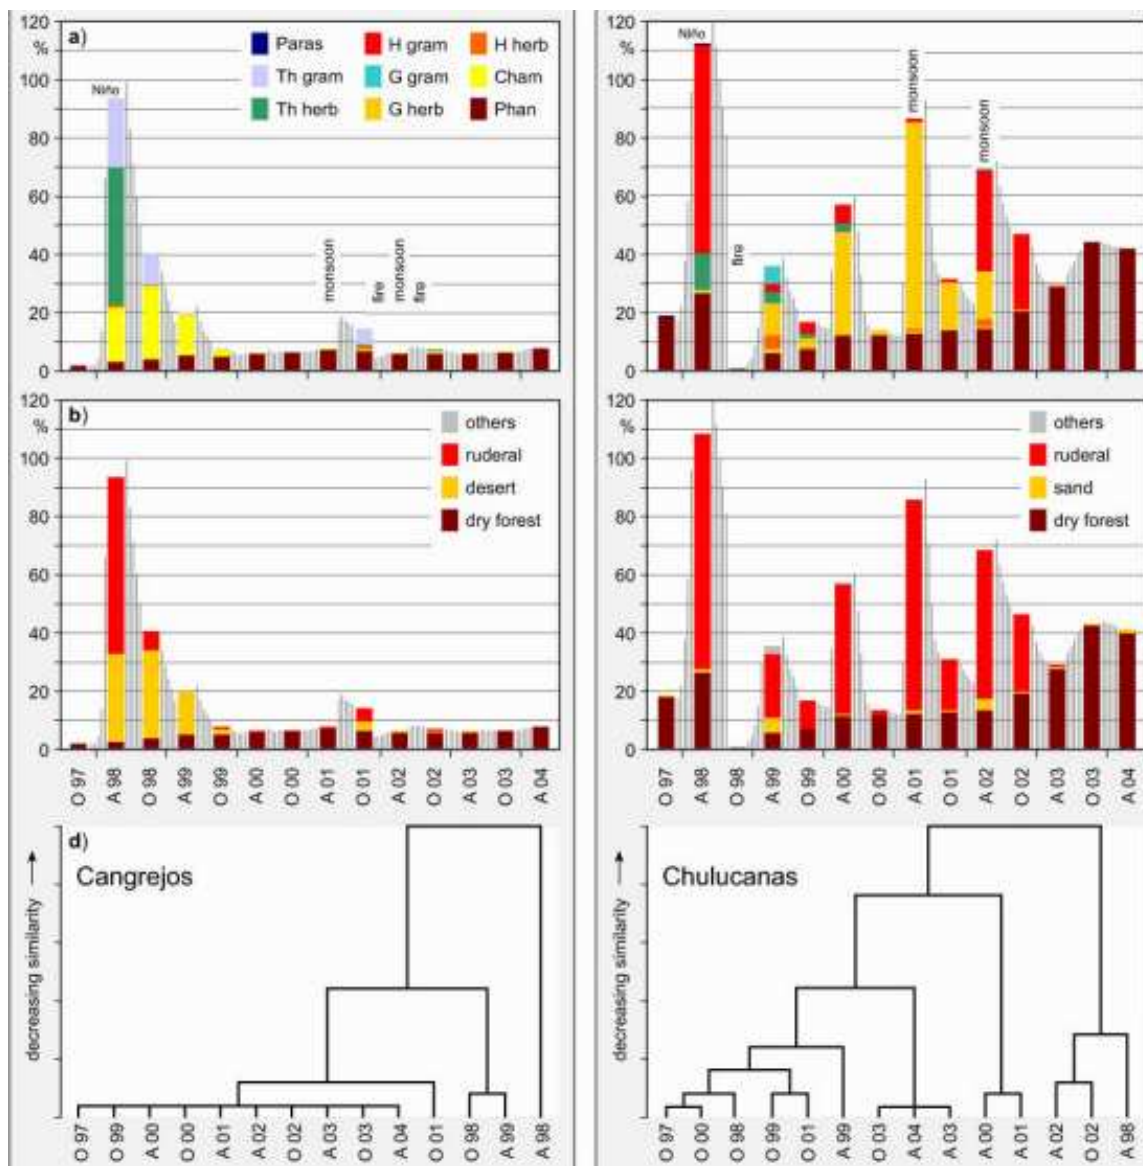 120
%
100
80
60
40
20
0
a)
Paras
H gram
H herb
Th gram
G gram
Cham
Th herb
G herb
Phan
Niño
monsoon
fire
monsoon
fire
120
%
100
80
60
40
20
0
Niño
fire
monsoon
monsoon
120
%
100
80
60
40
20
0
b)
others
ruderal
desert
dry forest
O 97
A 98
O 98
A 99
O 99
A 00
O 00
A 01
O 01
A 02
O 02
A 03
O 03
A 04
120
%
100
80
60
40
20
0
others
ruderal
sand
dry forest
O 97
A 98
O 98
A 99
O 99
A 00
O 00
A 01
O 01
A 02
O 02
A 03
O 03
A 04
decreasing similarity
d)
Cangrejos
O 97
O 99
A 00
O 00
A 01
A 02
O 02
A 03
O 03
A 04
O 01
O 98
A 99
A 98
decreasing similarity
Chulucanas
O 97
O 00
O 98
O 99
O 01
A 99
O 03
A 04
A 03
A 00
A 01
A 02
O 02
A 98